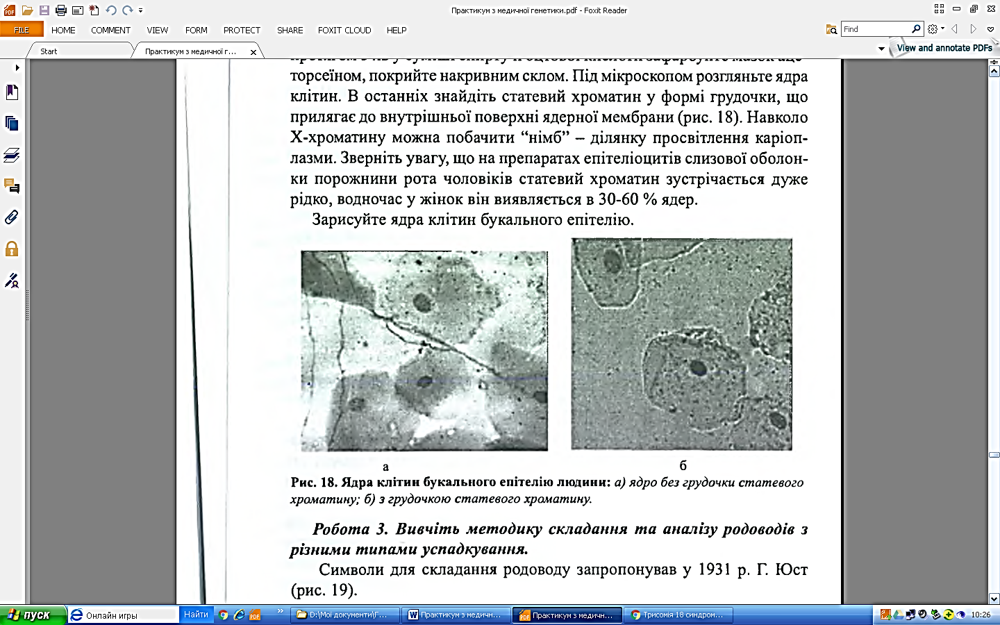 Практикум з медичної генетики.pdf - Foxit Reader
FILE HOME COMMENT VIEW FORM PROTECT SHARE FOXIT CLOUD HELP
Find
Start
Практикум з медичної г...
View and annotate PDFs
торсеїном, покрийте накривним склом. Під мікроскопом розгляньте ядра
клітин. В останніх знайдіть статевий хроматин у формі грудочки, що
прилягає до внутрішньої поверхні ядерної мембрани (рис. 18). Навколо
Х-хроматину можна побачити “німб” – ділянку просвітлення каріоп-
лазми. Зверніть увагу, що на препаратах епітеліоцитів слизової оболон-
ки порожнини рота чоловіків статевий хроматин зустрічається дуже
рідко, водночас у жінок він виявляється в 30-60 % ядер.
Зарисуйте ядра клітин букального епітелію.
а
б
Рис. 18. Ядра клітин букального епітелію людини: а) ядро без грудочки статевого
хроматину; б) з грудочкою статевого хроматину.
Робота 3. Вивчіть методику складання та аналізу родоводів з
різними типами успадкування.
Символи для складання родоводу запропонував у 1931 р. Г. Юст
(рис. 19).
пуск
Онлайн игры
Найти
D:\Мої документи\Г...
Практикум з медичн...
Практикум з медичн...
Трисомія 18 синдром...
10:26